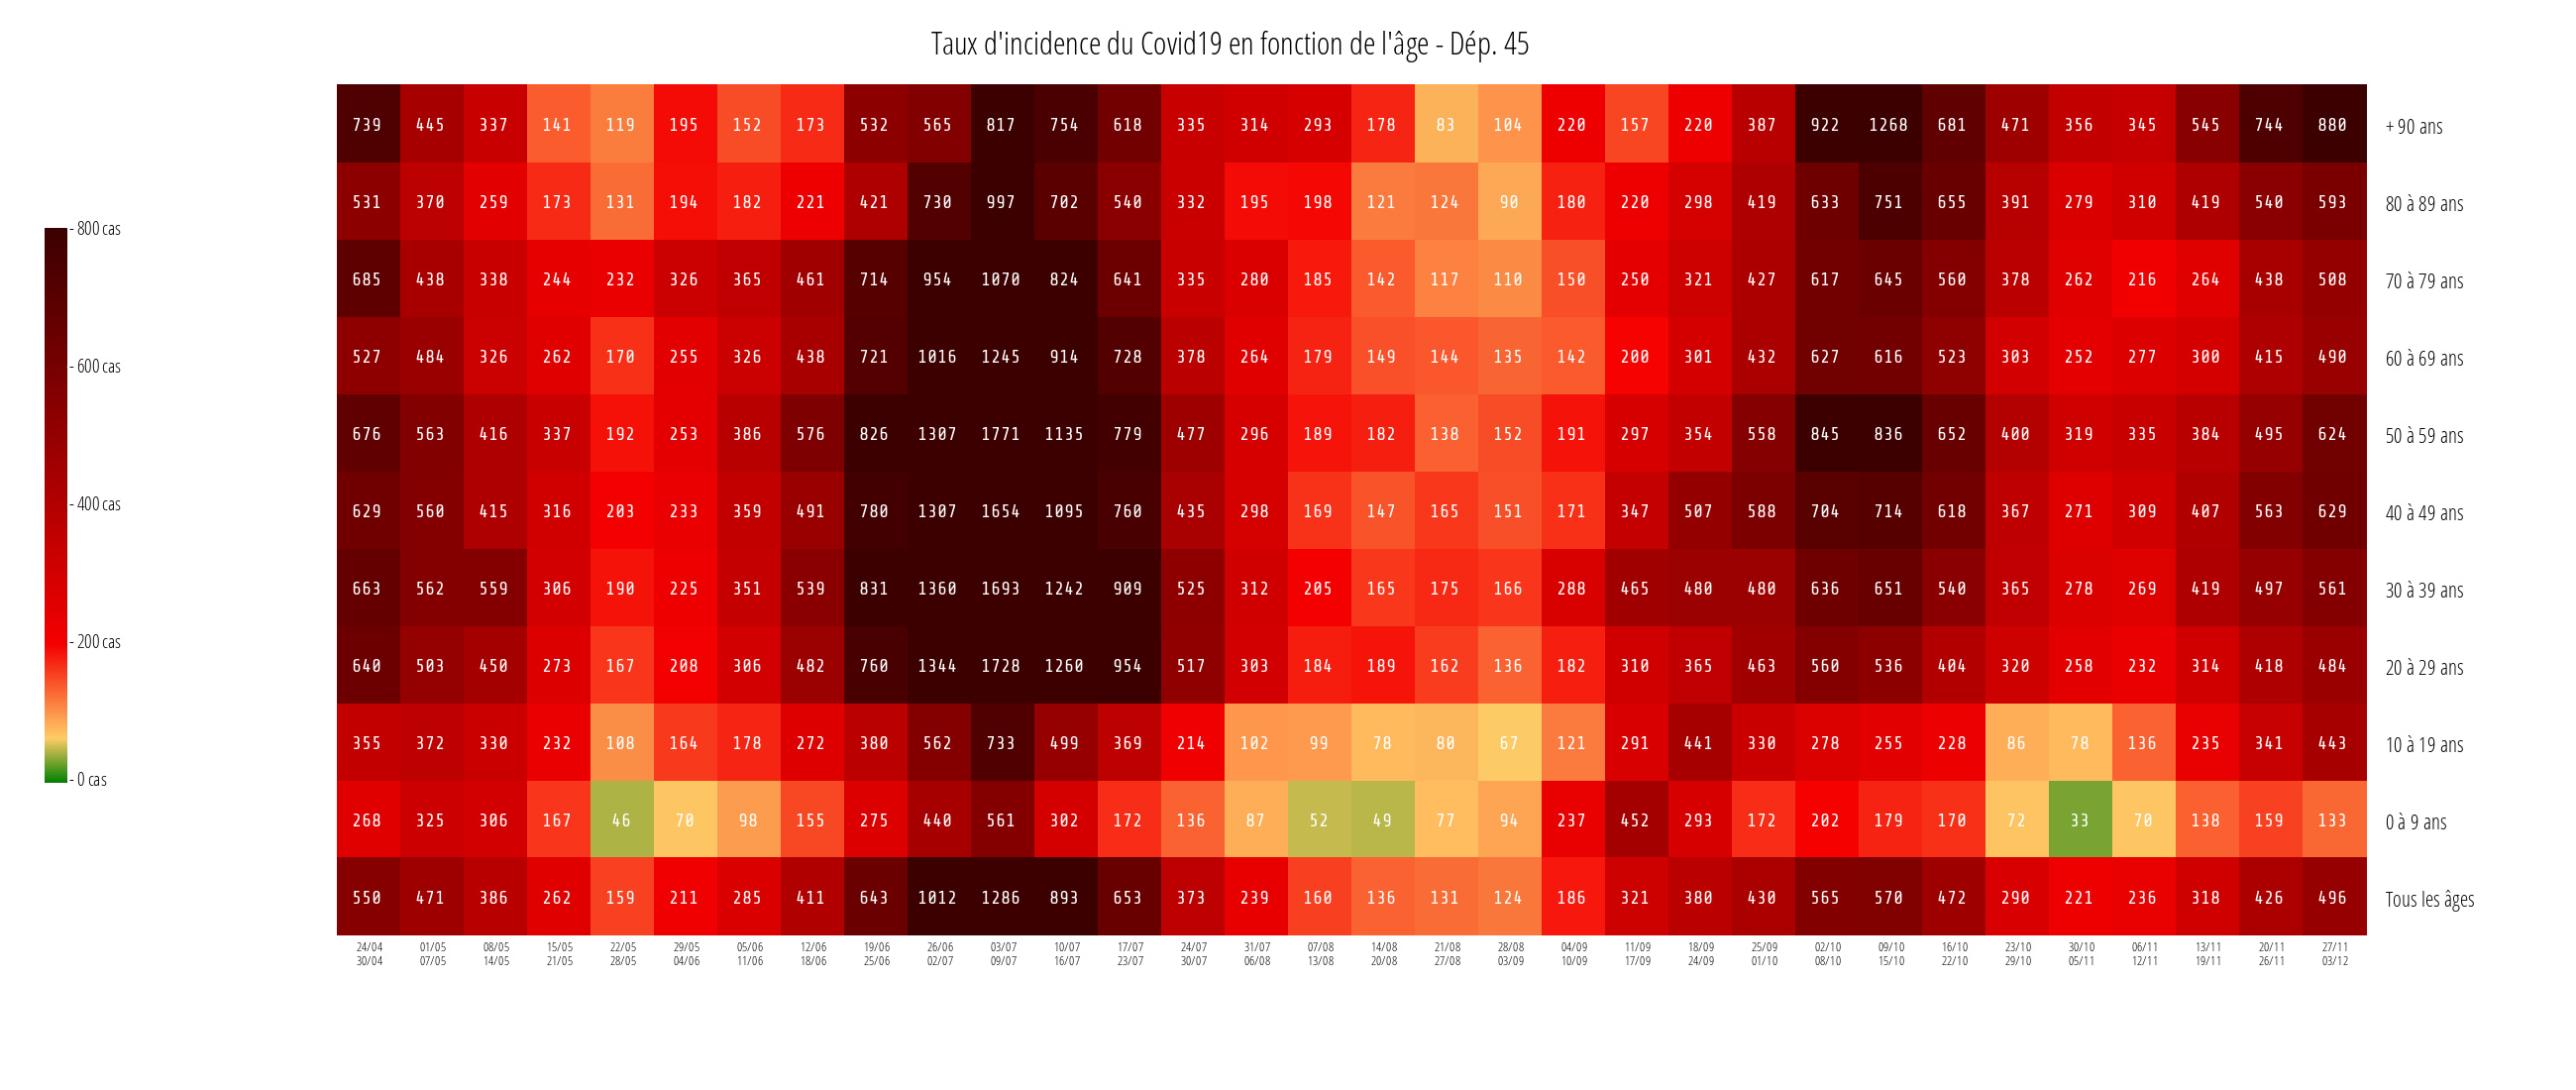 Taux d'incidence du Covid19 en fonction de l'âge - Dép. 45
- 800 cas
- 600 cas
- 400 cas
- 200 cas
- 0 cas
739 445 337 141 119 195 152 173 532 565 817 754 618 335 314 293 178 83 104 220 157 220 387 922 1268 681 471 356 345 545 744 880 + 90 ans
531 370 259 173 131 194 182 221 421 730 997 702 540 332 195 198 121 124 90 180 220 298 419 633 751 655 391 279 310 419 540 593 80 à 89 ans
685 438 338 244 232 326 365 461 714 954 1070 824 641 335 280 185 142 117 110 150 250 321 427 617 645 560 378 262 216 264 438 508 70 à 79 ans
527 484 326 262 170 255 326 438 721 1016 1245 914 728 378 264 179 149 144 135 142 200 301 432 627 616 523 303 252 277 300 415 490 60 à 69 ans
676 563 416 337 192 253 386 576 826 1307 1771 1135 779 477 296 189 182 138 152 191 297 354 558 845 836 652 400 319 335 384 495 624 50 à 59 ans
629 560 415 316 203 233 359 491 780 1307 1654 1095 760 435 298 169 147 165 151 171 347 507 588 704 714 618 367 271 309 407 563 629 40 à 49 ans
663 562 559 306 190 225 351 539 831 1360 1693 1242 909 525 312 205 165 175 166 288 465 480 480 636 651 540 365 278 269 419 497 561 30 à 39 ans
640 503 450 273 167 208 306 482 760 1344 1728 1260 954 517 303 184 189 162 136 182 310 365 463 560 536 404 320 258 232 314 418 484 20 à 29 ans
355 372 330 232 108 164 178 272 380 562 733 499 369 214 102 99 78 80 67 121 291 441 330 278 255 228 86 78 136 235 341 443 10 à 19 ans
268 325 306 167 46 70 98 155 275 440 561 302 172 136 87 52 49 77 94 237 452 293 172 202 179 170 72 33 70 138 159 133 0 à 9 ans
550 471 386 262 159 211 285 411 643 1012 1286 893 653 373 239 160 136 131 124 186 321 380 430 565 570 472 290 221 236 318 426 496 Tous les âges
24/04 01/05 08/05 15/05 22/05 29/05 05/06 12/06 19/06 26/06 03/07 10/07 17/07 24/07 31/07 07/08 14/08 21/08 28/08 04/09 11/09 18/09 25/09 02/10 09/10 16/10 23/10 30/10 06/11 13/11 20/11 27/11
30/04 07/05 14/05 21/05 28/05 04/06 11/06 18/06 25/06 02/07 09/07 16/07 23/07 30/07 06/08 13/08 20/08 27/08 03/09 10/09 17/09 24/09 01/10 08/10 15/10 22/10 29/10 05/11 12/11 19/11 26/11 03/12